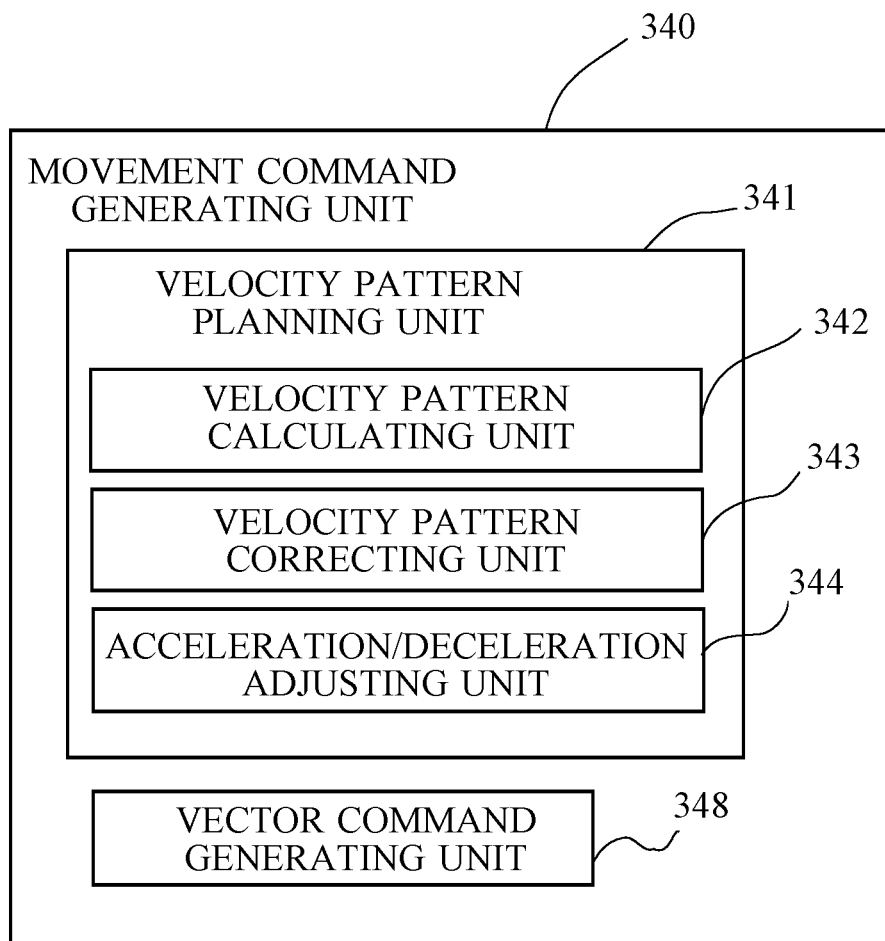 340
MOVEMENT COMMAND
GENERATING UNIT
341
VELOCITY PATTERN
PLANNING UNIT
342
VELOCITY PATTERN
CALCULATING UNIT
343
VELOCITY PATTERN
CORRECTING UNIT
344
ACCELERATION/DECELERATION
ADJUSTING UNIT
348
VECTOR COMMAND
GENERATING UNIT